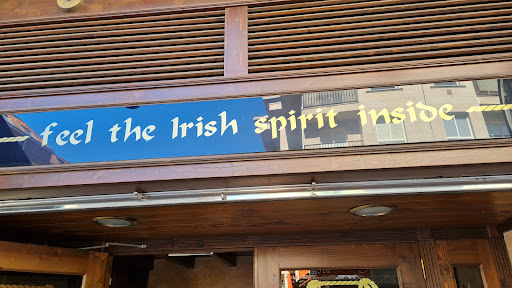 feel the Irish spirit inside